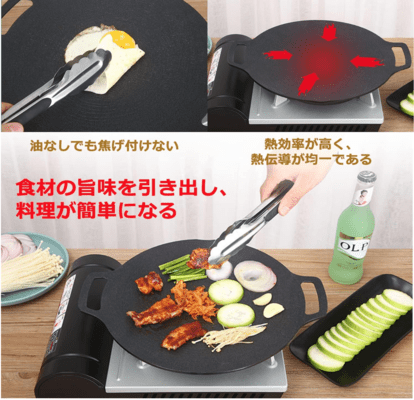 油なしでも焦げ付けない
熱効率が高く、
熱伝導が均一である
食材の旨味を引き出し、
料理が簡単になる
OLP